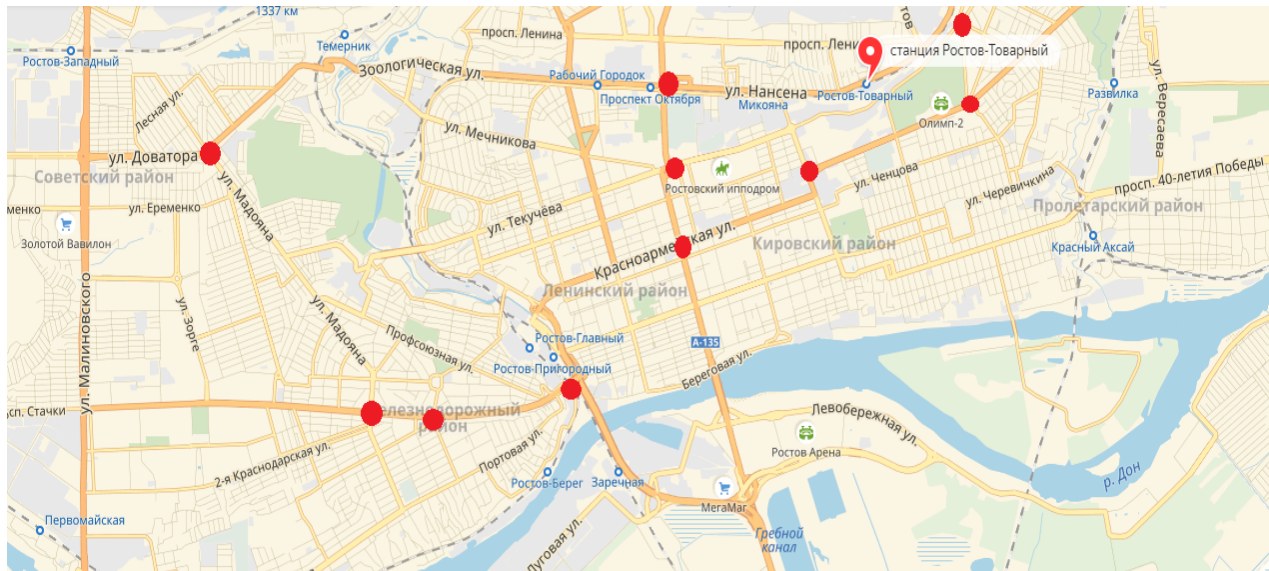 1337 км
просп. Ленина
Темерник
Ростов-Западный
Зоологическая ул.
Рабочий Городок
Проспект Октября
ул. Нансена
Микояна
просп. Лени
станция Ростов-Товарный
Ростов-Товарный
Олимп-2
Развилка
ул. Вересаева
Лесная ул.
ул. Мечникова
ул. Доватора
Советский район
ул. Мадояна
Ростовский ипподром
ул. Ченцова
ул. Черевичкина
просп. 40-летия Победы
Пролетарский район
менко
ул. Еременко
ул. Текучёва
Золотой Вавилон
Красноарме
кая ул.
Кировский район
Красный Аксай
Ленинский район
ул. Малиновского
ул. Зорге
ул. Мадояна
Профсоюзная ул.
Ростов-Главный
Ростов-Пригородный
А-135
Береговая ул.
сп. Стачки
елезнодорожный
район
Левобережная ул.
Ростов Арена
2-я Краснодарская ул.
Портовая ул.
Ростов-Берег
Заречная
МегаМаг
р. Дон
Первомайская
Луговая ул.
Гребной
канал